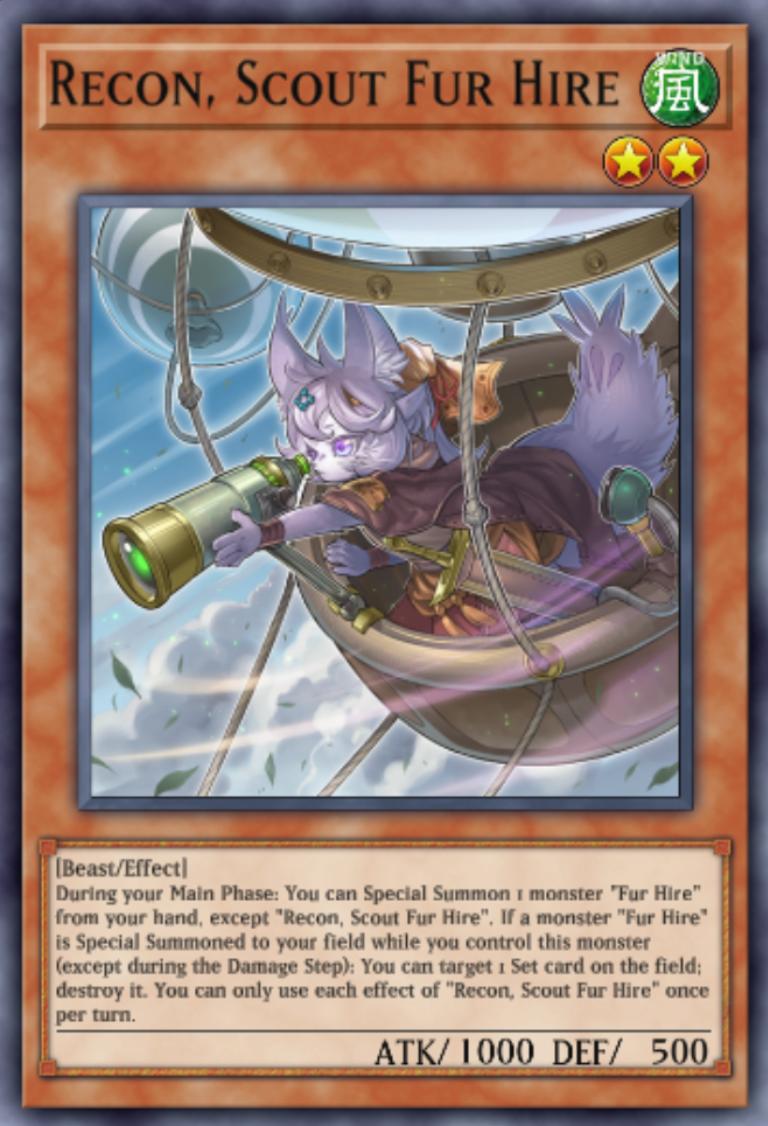 RECON, SCOUT FUR HIRE
WIND
風
[Beast/Effect]
During your Main Phase: You can Special Summon 1 monster "Fur Hire"
from your hand, except "Recon, Scout Fur Hire". If a monster "Fur Hire"
is Special Summoned to your field while you control this monster
(except during the Damage Step): You can target 1 Set card on the field;
destroy it. You can only use each effect of "Recon, Scout Fur Hire" once
per turn.
ATK/ 1000 DEF/ 500